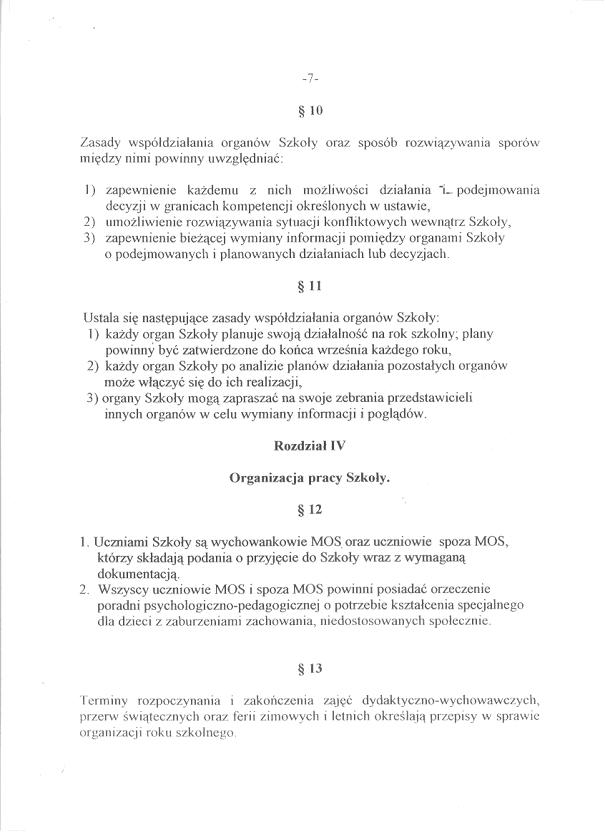 -7-
§ 10
Zasady współdziałania organów Szkoły oraz sposób rozwiązywania sporów
między nimi powinny uwzględniać:
1) zapewnienie każdemu z nich możliwości działania i podejmowania
decyzji w granicach kompetencji określonych w ustawie,
2) umożliwienie rozwiązywania sytuacji konfliktowych wewnątrz Szkoły,
3) zapewnienie bieżącej wymiany informacji pomiędzy organami Szkoły
o podejmowanych i planowanych działaniach lub decyzjach.
§ 11
Ustala się następujące zasady współdziałania organów Szkoły:
1) każdy organ Szkoły planuje swoją działalność na rok szkolny; plany
powinny być zatwierdzone do końca września każdego roku,
2) każdy organ Szkoły po analizie planów działania pozostałych organów
może włączyć się do ich realizacji,
3) organy Szkoły mogą zapraszać na swoje zebrania przedstawicieli
innych organów w celu wymiany informacji i poglądów.
Rozdział IV
Organizacja pracy Szkoły.
§ 12
1. Uczniami Szkoły są wychowankowie MOS oraz uczniowie spoza MOS,
którzy składają podania o przyjęcie do Szkoły wraz z wymaganą
dokumentacją.
2. Wszyscy uczniowie MOS i spoza MOS powinni posiadać orzeczenie
poradni psychologiczno-pedagogicznej o potrzebie kształcenia specjalnego
dla dzieci z zaburzeniami zachowania, niedostosowanych społecznie.
§ 13
Terminy rozpoczynania i zakończenia zajęć dydaktyczno-wychowawczych,
przerw świątecznych oraz ferii zimowych i letnich określają przepisy w sprawie
organizacji roku szkolnego.